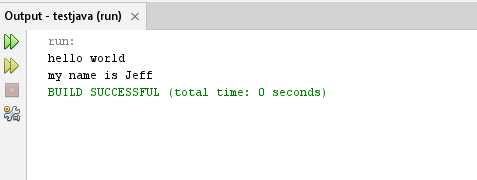 Output - testjava (run)
run:
hello world
my name is Jeff
BUILD SUCCESSFUL (total time: 0 seconds)